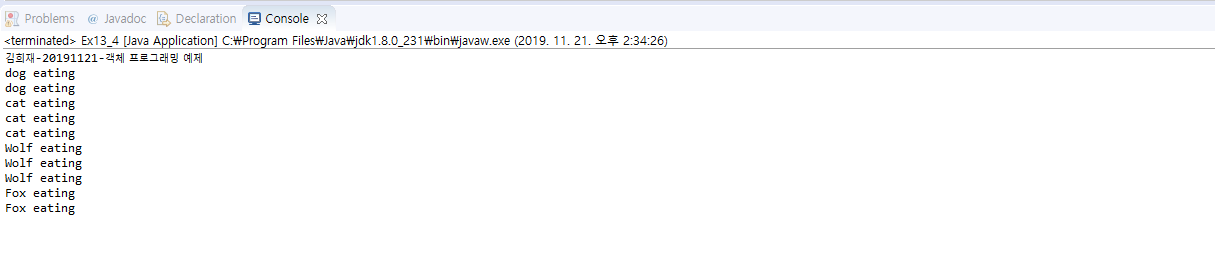 Problems @ Javadoc Declaration Console
<terminated> Ex13_4 [Java Application] C:₩Program Files₩Java₩jdk1.8.0_231₩bin₩javaw.exe (2019. 11. 21. 오후 2:34:26)
김희재-20191121-객체 프로그래밍 예제
dog eating
dog eating
cat eating
cat eating
cat eating
Wolf eating
Wolf eating
Wolf eating
Fox eating
Fox eating